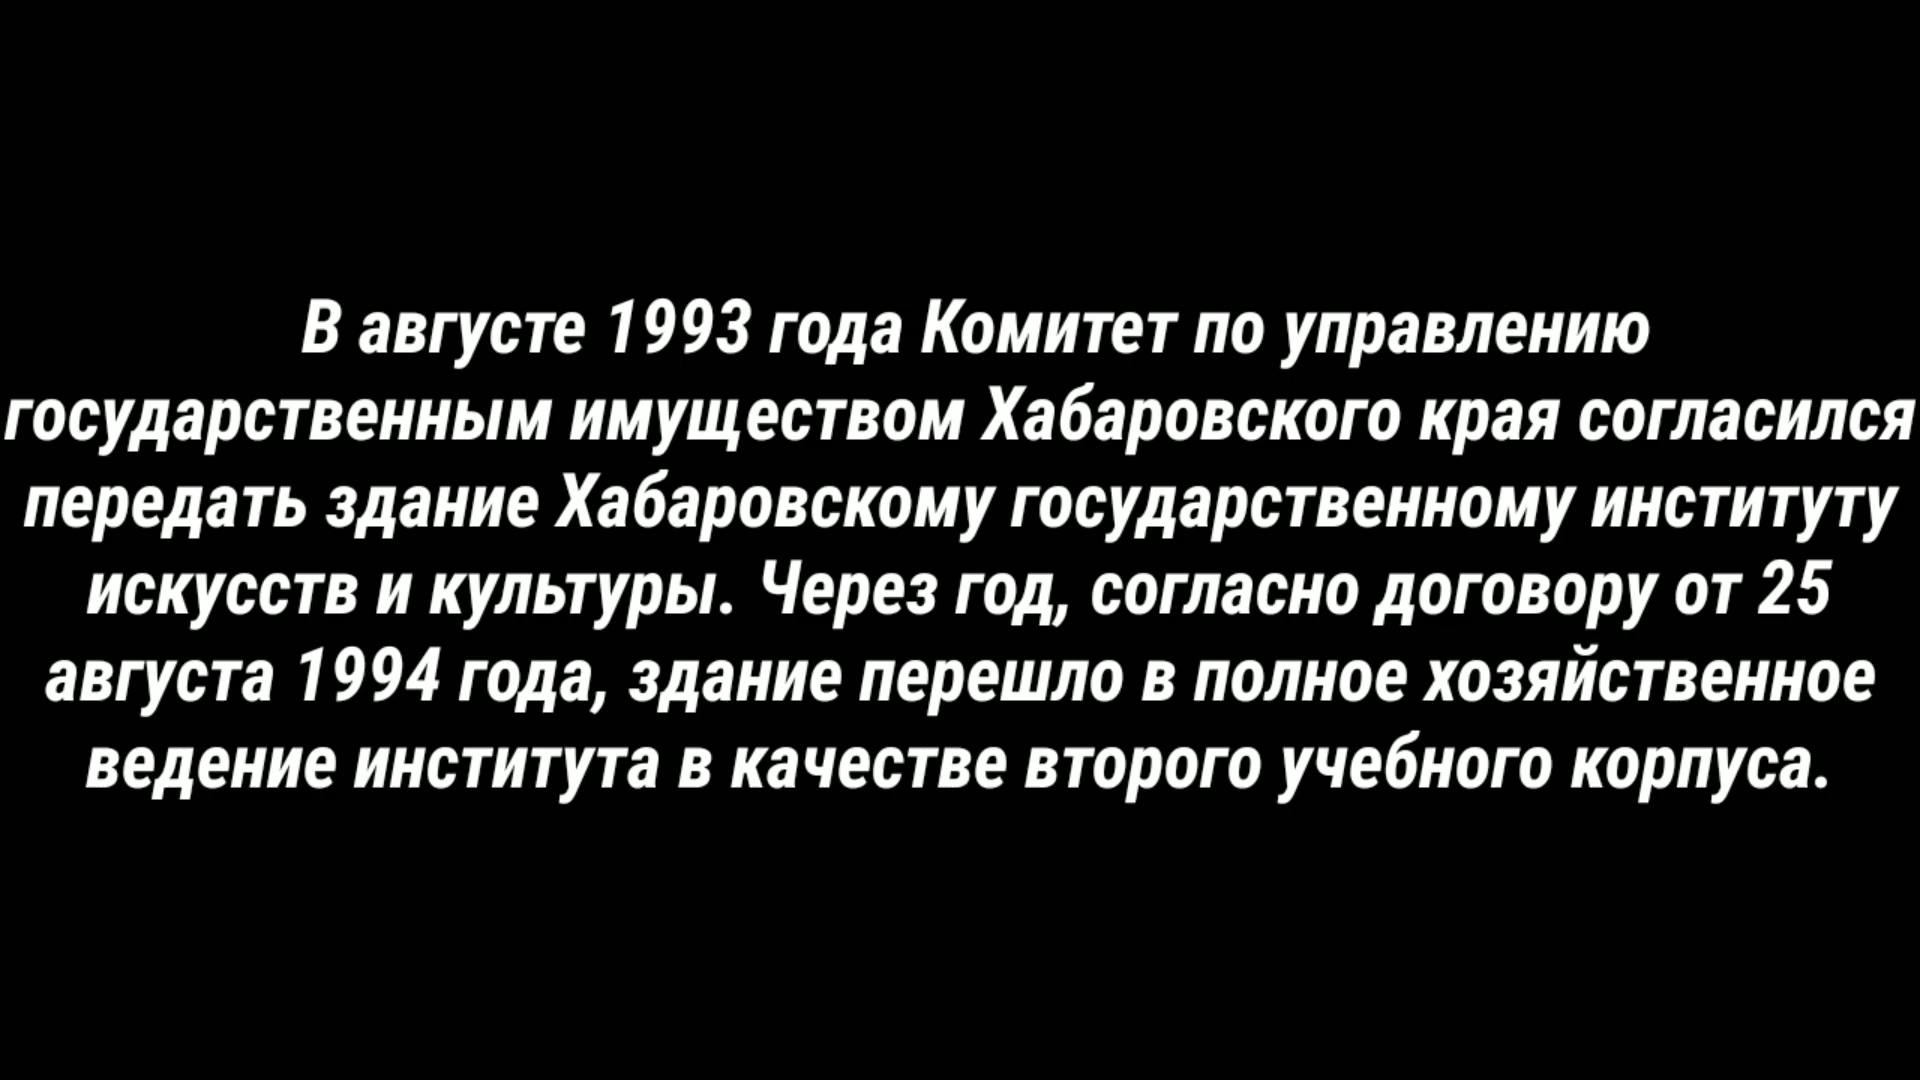 В августе 1993 года Комитет по управлению
государственным имуществом Хабаровского края согласился
передать здание Хабаровскому государственному институту
искусств и культуры. Через год, согласно договору от 25
августа 1994 года, здание перешло в полное хозяйственное
ведение института в качестве второго учебного корпуса.